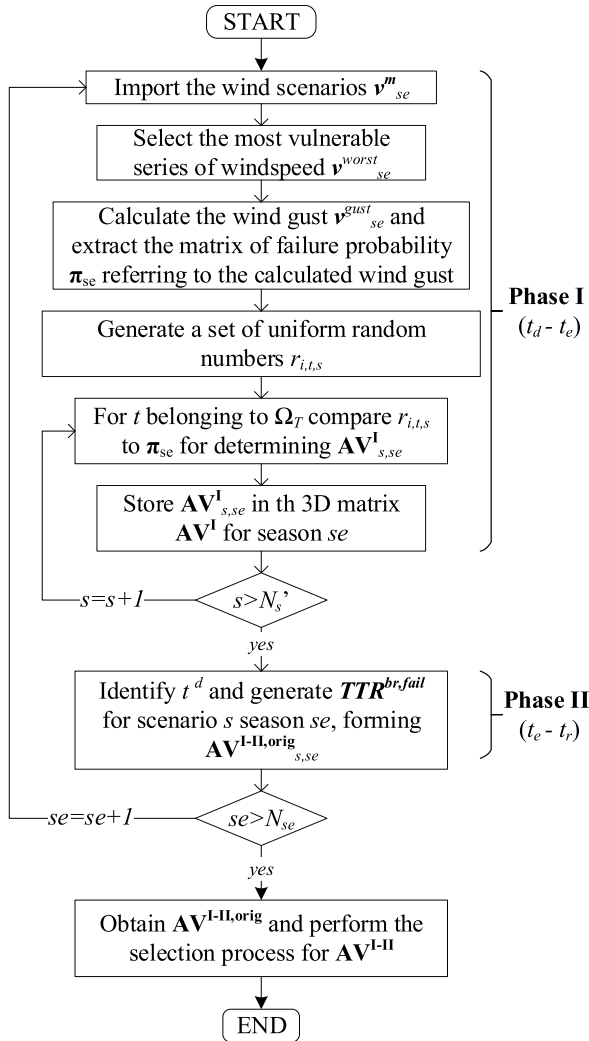 START
Import the wind scenarios v^m_se
Select the most vulnerable
series of windspeed v^worst_se
Calculate the wind gust v^gust_se and
extract the matrix of failure probability
π_se referring to the calculated wind gust
Generate a set of uniform random
numbers r_i,t,s
For t belonging to Ω_T compare r_i,t,s
to π_se for determining AV^I_s,se
Store AV^I_s,se in th 3D matrix
AV^I for season se
Phase I
(t_d - t_e)
s=s+1
s>N_s’
yes
Identify t^d and generate TTR^br,fail
for scenario s season se, forming
AV^I-II,orig_s,se
Phase II
(t_e - t_r)
se=se+1
se>N_se
yes
Obtain AV^I-II,orig and perform the
selection process for AV^I-II
END